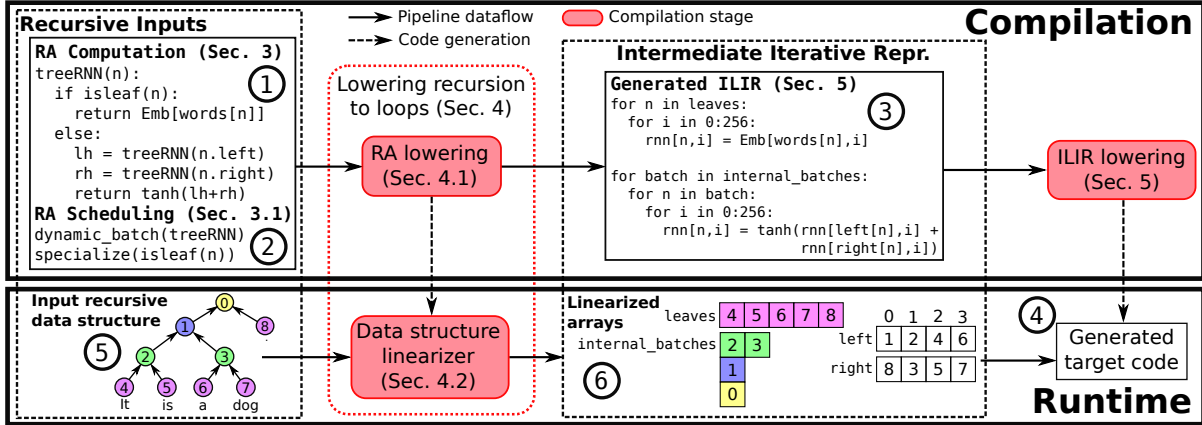 Recursive Inputs
Pipeline dataflow
Code generation
Compilation stage
Compilation
RA Computation (Sec. 3)
treeRNN(n):
if isleaf(n):
return Emb[words[n]]
else:
lh = treeRNN(n.left)
rh = treeRNN(n.right)
return tanh(lh+rh)
1
RA Scheduling (Sec. 3.1)
dynamic_batch(treeRNN)
specialize(isleaf(n))
2
Lowering recursion
to loops (Sec. 4)
RA lowering
(Sec. 4.1)
Intermediate Iterative Repr.
Generated ILIR (Sec. 5)
for n in leaves:
for i in 0:256:
rnn[n,i] = Emb[words[n],i]
for batch in internal_batches:
for n in batch:
for i in 0:256:
rnn[n,i] = tanh(rnn[left[n],i] +
rnn[right[n],i])
3
ILIR lowering
(Sec. 5)
Input recursive
data structure
5
0
1
8
.
2
3
4
5
6
7
It
is
a
dog
Data structure
linearizer
(Sec. 4.2)
Linearized
arrays
leaves
4 5 6 7 8
internal_batches
2 3
1
0
6
0 1 2 3
left 1 2 4 6
right 8 3 5 7
4
Generated
target code
Runtime